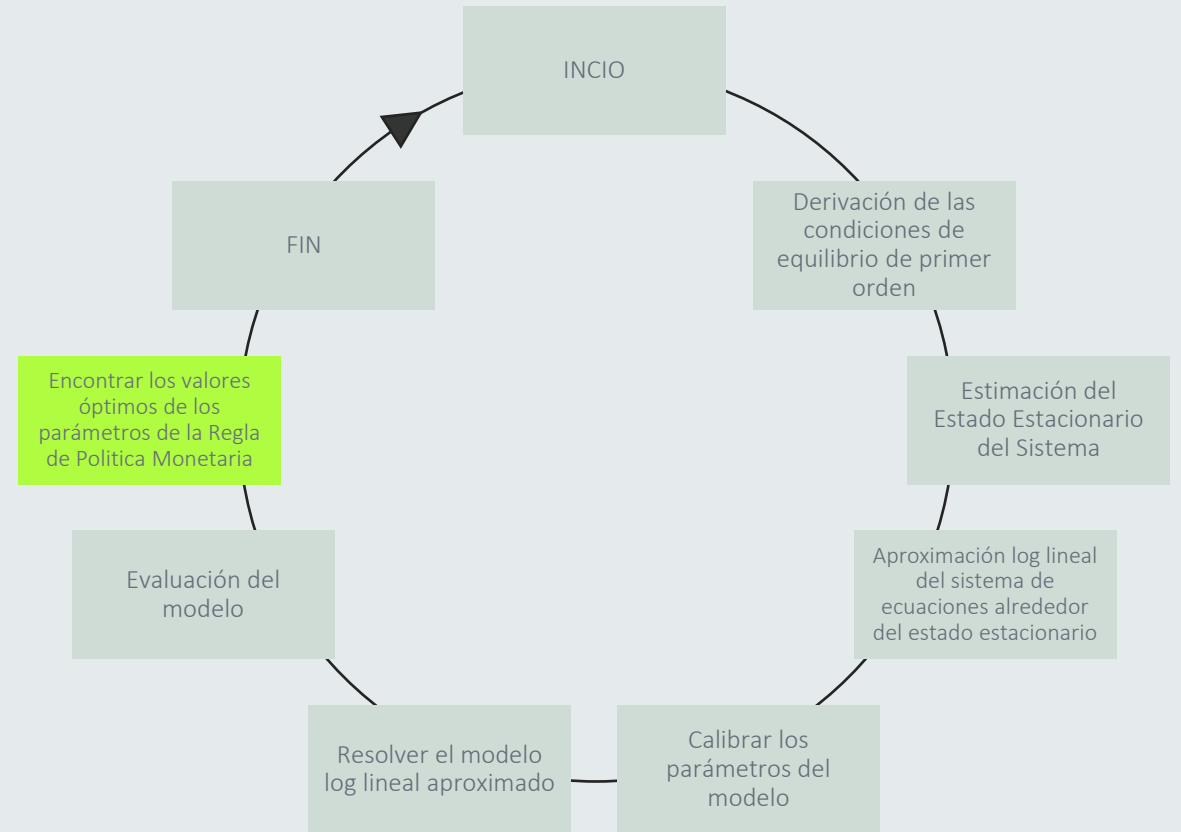 INCIO
Derivación de las
condiciones de
equilibrio de primer
orden
Estimación del
Estado Estacionario
del Sistema
Aproximación log lineal
del sistema de
ecuaciones alrededor
del estado estacionario
Calibrar los
parámetros del
modelo
Resolver el modelo
log lineal aproximado
Evaluación del
modelo
Encontrar los valores
óptimos de los
parámetros de la Regla
de Politica Monetaria
FIN